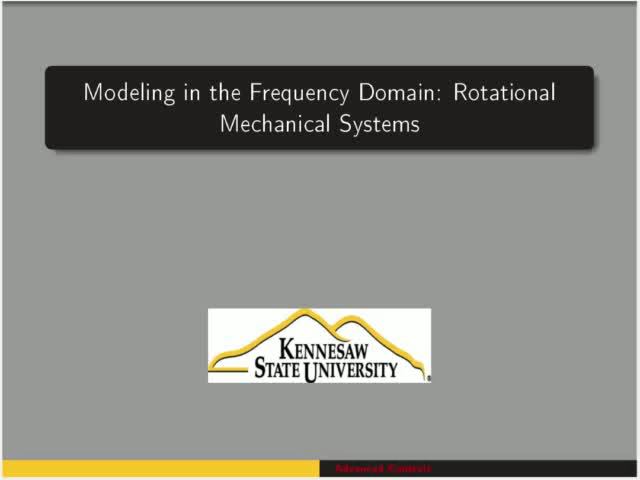 Modeling in the Frequency Domain: Rotational
Mechanical Systems
KENNESAW
STATE UNIVERSITY
Advanced Controls